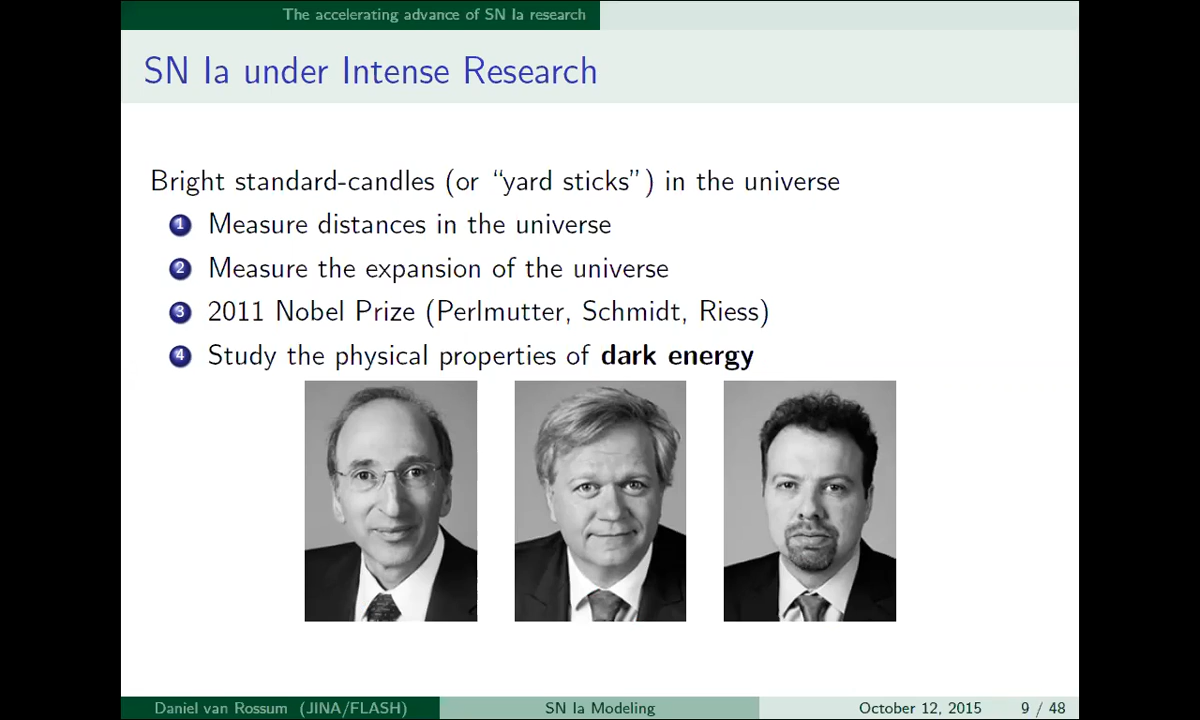 The accelerating advance of SN Ia research
SN Ia under Intense Research
Bright standard-candles (or “yard sticks”) in the universe
1 Measure distances in the universe
2 Measure the expansion of the universe
3 2011 Nobel Prize (Perlmutter, Schmidt, Riess)
4 Study the physical properties of dark energy
Daniel van Rossum (JINA/FLASH) SN Ia Modeling October 12, 2015 9 / 48